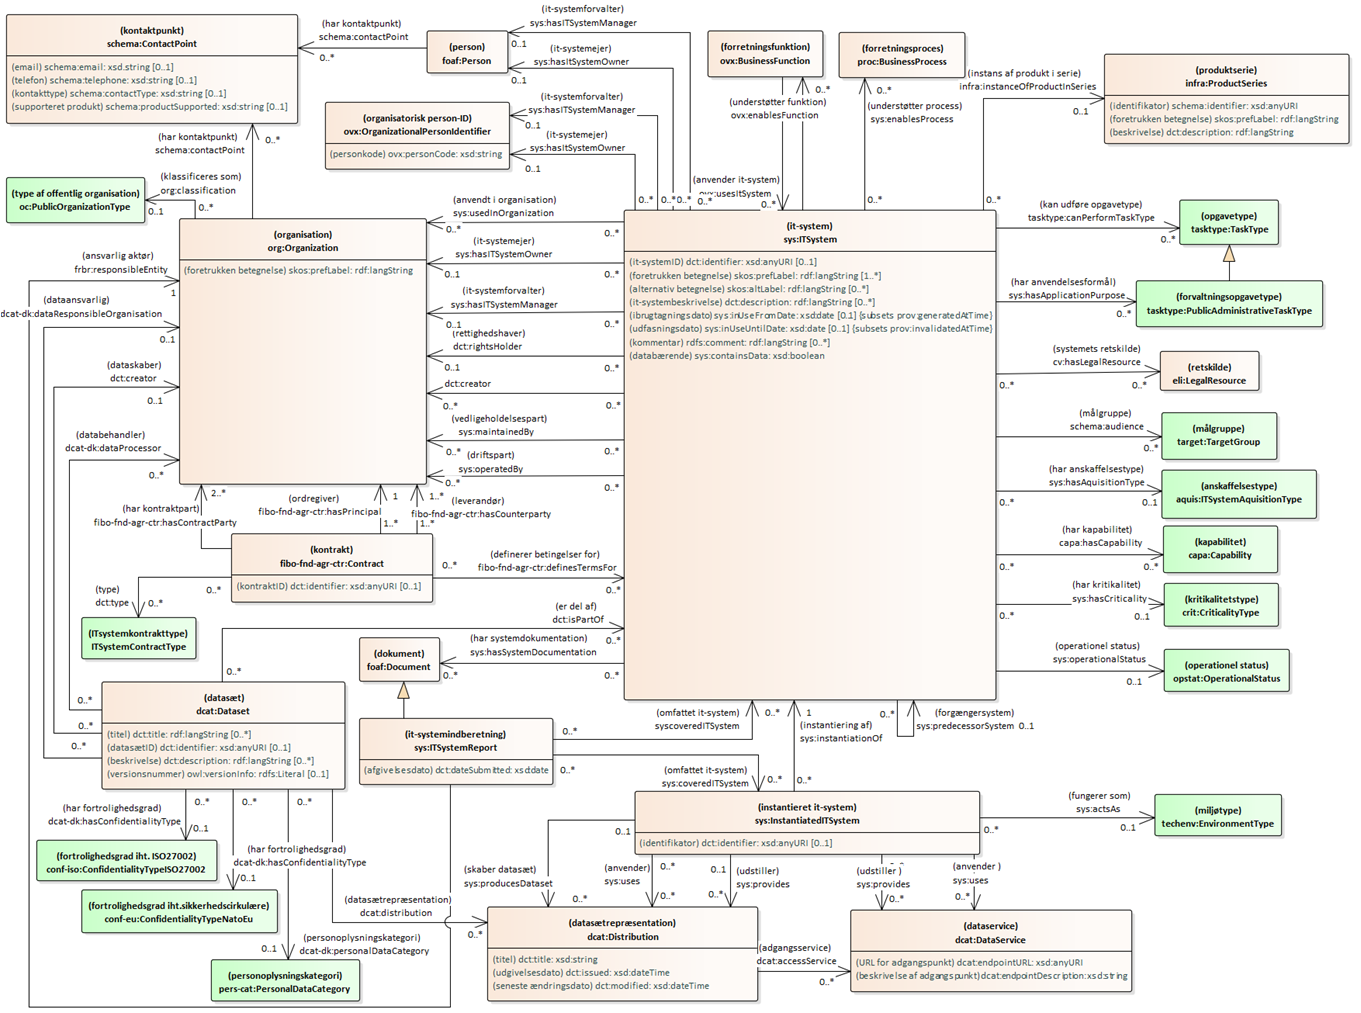 (kontaktpunkt)
schema:ContactPoint
(email) schema:email: xsd:string [0..1]
(telefon) schema:telephone: xsd:string [0..1]
(kontakttype) schema:contactType: xsd:string [0..1]
(supporteret produkt) schema:productSupported: xsd:string [0..1]
(har kontaktpunkt)
schema:contactPoint
0..*
(person)
foaf:Person
(it-systemforvalter)
sys:hasITSystemManager
0..1
(it-systemejer)
sys:hasItSystemOwner
0..1
(organisatorisk person-ID)
ovx:OrganizationalPersonIdentifier
(personkode) ovx:personCode: xsd:string
(it-systemforvalter)
sys:hasITSystemManager
0..1
(it-systemejer)
sys:hasItSystemOwner
0..1
(forretningsfunktion)
ovx:BusinessFunction
0..*
(understøtter funktion)
ovx:enablesFunction
(anvender it-system)
ovx:usesITSystem
(forretningsproces)
proc:BusinessProcess
0..*
(understøtter process)
sys:enablesProcess
(instans af produkt i serie)
infra:instanceOfProductInSeries
0..1
(produktserie)
infra:ProductSeries
(identifikator) schema:identifier: xsd:anyURI
(foretrukken betegnelse) skos:prefLabel: rdf:langString
(beskrivelse) dct:description: rdf:langString
(har kontaktpunkt)
schema:contactPoint
0..*
(type af offentlig organisation)
oc:PublicOrganizationType
(klassificeres som)
org:classification
0..1
0..*
(organisation)
org:Organization
(foretrukken betegnelse) skos:prefLabel: rdf:langString
(anvendt i organisation)
sys:usedInOrganization
0..*
0..*
(it-systemejer)
sys:hasITSystemOwner
0..1
0..*
(it-systemforvalter)
sys:hasITSystemManager
0..1
0..*
(rettighedshaver)
dct:rightsHolder
0..1
0..*
dct:creator
0..*
0..*
(vedligeholdelsespart)
sys:maintainedBy
0..*
0..*
(driftspart)
sys:operatedBy
0..*
0..*
0..*
0..*
0..*
0..*
0..*
0..*
0..*
(it-system)
sys:ITSystem
(it-systemID) dct:identifier: xsd:anyURI [0..1]
(foretrukken betegnelse) skos:prefLabel: rdf:langString [1..*]
(alternativ betegnelse) skos:altLabel: rdf:langString [0..*]
(it-systembeskrivelse) dct:description: rdf:langString [0..*]
(ibrugtagningsdato) sys:inUseFromDate: xsd:date [0..1] {subsets prov:generatedAtTime}
(udfasningsdato) sys:inUseUntilDate: xsd:date [0..1] {subsets prov:invalidatedAtTime}
(kommentar) rdfs:comment: rdf:langString [0..*]
(databærende) sys:containsData: xsd:boolean
(kan udføre opgavetype)
tasktype:canPerformTaskType
0..*
0..*
(opgavetype)
tasktype:TaskType
(har anvendelsesformål)
sys:hasApplicationPurpose
0..*
0..*
(forvaltningsopgavetype)
tasktype:PublicAdministrativeTaskType
(systemets retskilde)
cv:hasLegalResource
0..*
0..*
(retskilde)
eli:LegalResource
(målgruppe)
schema:audience
0..*
0..*
(målgruppe)
target:TargetGroup
(har anskaffelsestype)
sys:hasAquisitionType
0..*
0..1
(anskaffelsestype)
aquis:ITSystemAquisitionType
(har kapabilitet)
capa:hasCapability
0..*
0..*
(kapabilitet)
capa:Capability
(har kritikalitet)
sys:hasCriticality
0..*
0..1
(kritikalitetstype)
crit:CriticalityType
(operationel status)
sys:operationalStatus
0..*
0..1
(operationel status)
opstat:OperationalStatus
(ansvarlig aktør)
frbr:responsibleEntity
1
(dataansvarlig)
dcat-dk:dataResponsibleOrganisation
0..1
(dataskaber)
dct:creator
0..1
(databehandler)
dcat-dk:dataProcessor
0..*
2..*
(har kontraktpart)
fibo-fnd-agr-ctr:hasContractParty
1
(ordregiver)
fibo-fnd-agr-ctr:hasPrincipal
1..*
1..*
(leverandør)
fibo-fnd-agr-ctr:hasCounterparty
1..*
(kontrakt)
fibo-fnd-agr-ctr:Contract
(kontraktID) dct:identifier: xsd:anyURI [0..1]
0..*
(definerer betingelser for)
fibo-fnd-agr-ctr:definesTermsFor
0..*
(type)
dct:type
0..*
0..*
(ITsystemkontrakttype)
ITSystemContractType
(er del af)
dct:isPartOf
0..*
0..*
(dokument)
foaf:Document
(har systemdokumentation)
sys:hasSystemDocumentation
0..*
0..*
(datasæt)
dcat:Dataset
(titel) dct:title: rdf:langString [0..*]
(datasætID) dct:identifier: xsd:anyURI [0..1]
(beskrivelse) dct:description: rdf:langString [0..*]
(versionsnummer) owl:versionInfo: rdfs:Literal [0..1]
0..*
0..*
0..*
(it-systemindberetning)
sys:ITSystemReport
(afgivelsesdato) dct:dateSubmitted: xsd:date
(omfattet it-system)
sys:coveredITSystem
0..*
0..*
1
(instantiering af)
sys:instantiationOf
0..*
0..*
(forgængersystem)
sys:predecessorSystem 0..1
0..*
(omfattet it-system)
sys:coveredITSystem
0..*
(instantieret it-system)
sys:InstantiatedITSystem
(identifikator) dct:identifier: xsd:anyURI [0..1]
(fungerer som)
sys:actsAs
0..*
0..1
(miljøtype)
techenv:EnvironmentType
(har fortrolighedsgrad)
dcat-dk:hasConfidentialityType
0..*
0..1
(fortrolighedsgrad iht. ISO27002)
conf-iso:ConfidentialityTypeISO27002
0..*
(har fortrolighedsgrad)
dcat-dk:hasConfidentialityType
0..1
(fortrolighedsgrad iht.sikkerhedscirkulære)
conf-eu:ConfidentialityTypeNatoEu
0..*
(personoplysningskategori)
dcat-dk:personalDataCategory
0..1
(personoplysningskategori)
pers-cat:PersonalDataCategory
(datasætrepræsentation)
dcat:distribution
0..*
0..1
(skaber datasæt)
sys:producesDataset
0..*
(anvender)
sys:uses
0..*
0..*
(udstiller)
sys:provides
0..1
0..*
(udstiller )
sys:provides
0..*
(anvender )
sys:uses
0..*
(datasætrepræsentation)
dcat:Distribution
(titel) dct:title: xsd:string
(udgivelsesdato) dct:issued: xsd:dateTime
(seneste ændringsdato) dct:modified: xsd:dateTime
(adgangsservice)
dcat:accessService
0..*
(dataservice)
dcat:DataService
(URL for adgangspunkt) dcat:endpointURL: xsd:anyURI
(beskrivelse af adgangspunkt)dcat:endpointDescription:xsd:string